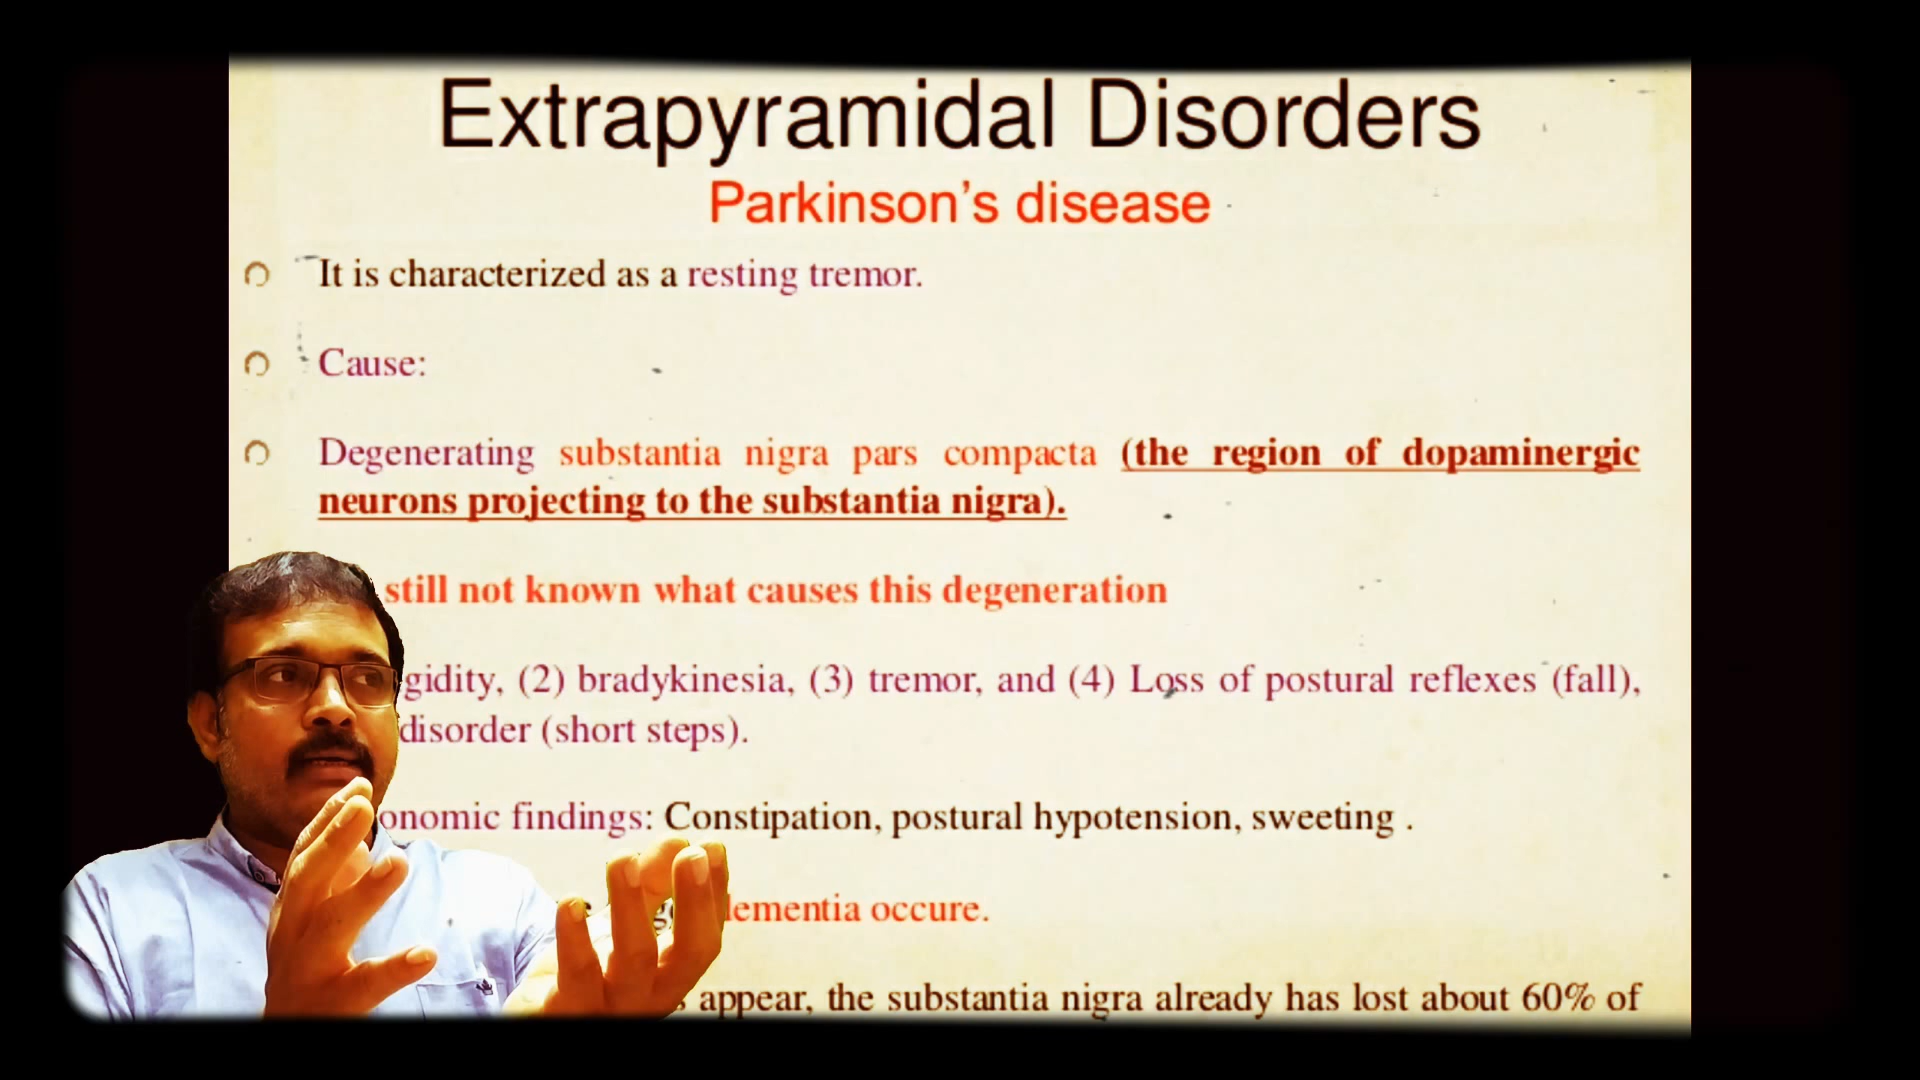 Extrapyramidal Disorders
Parkinson's disease
It is characterized as a resting tremor.
Cause:
Degenerating substantia nigra pars compacta (the region of dopaminergic
neurons projecting to the substantia nigra).
still not known what causes this degeneration
gidity, (2) bradykinesia, (3) tremor, and (4) Loss of postural reflexes (fall),
disorder (short steps).
onomic findings: Constipation, postural hypotension, sweeting .
ementia occure.
appear, the substantia nigra already has lost about 60% of